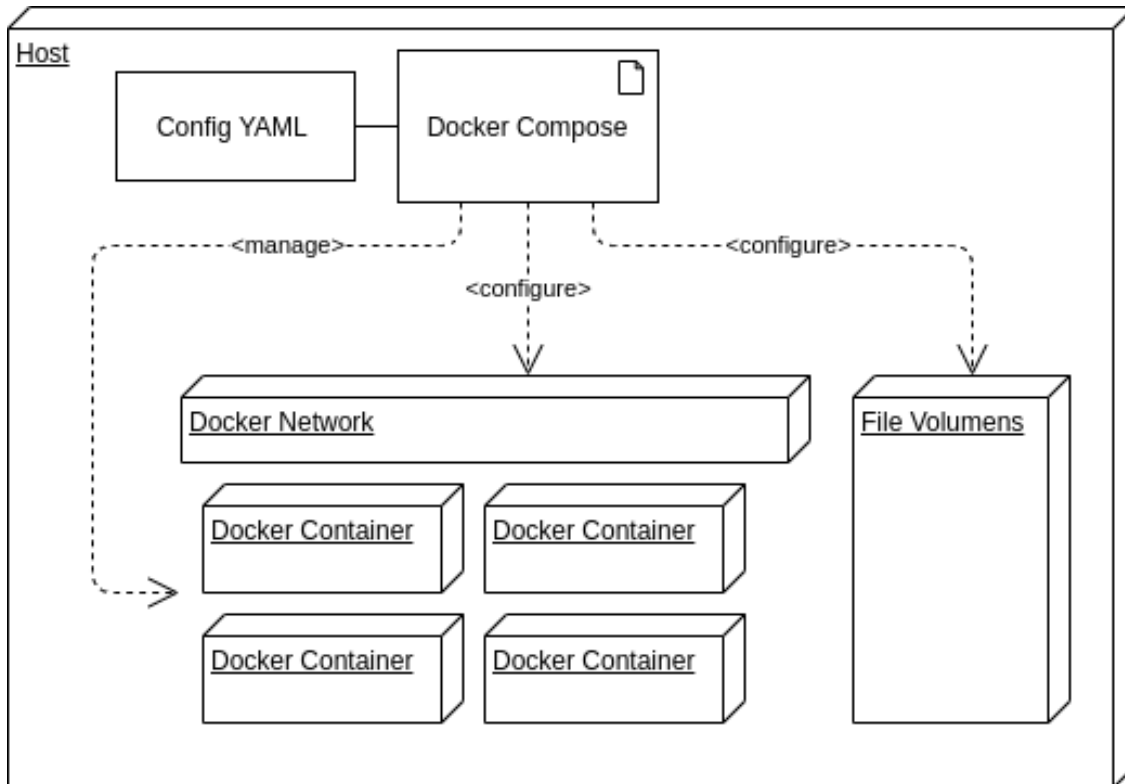 Host
Config YAML
Docker Compose
<manage>
<configure>
<configure>
Docker Network
File Volumens
Docker Container
Docker Container
Docker Container
Docker Container